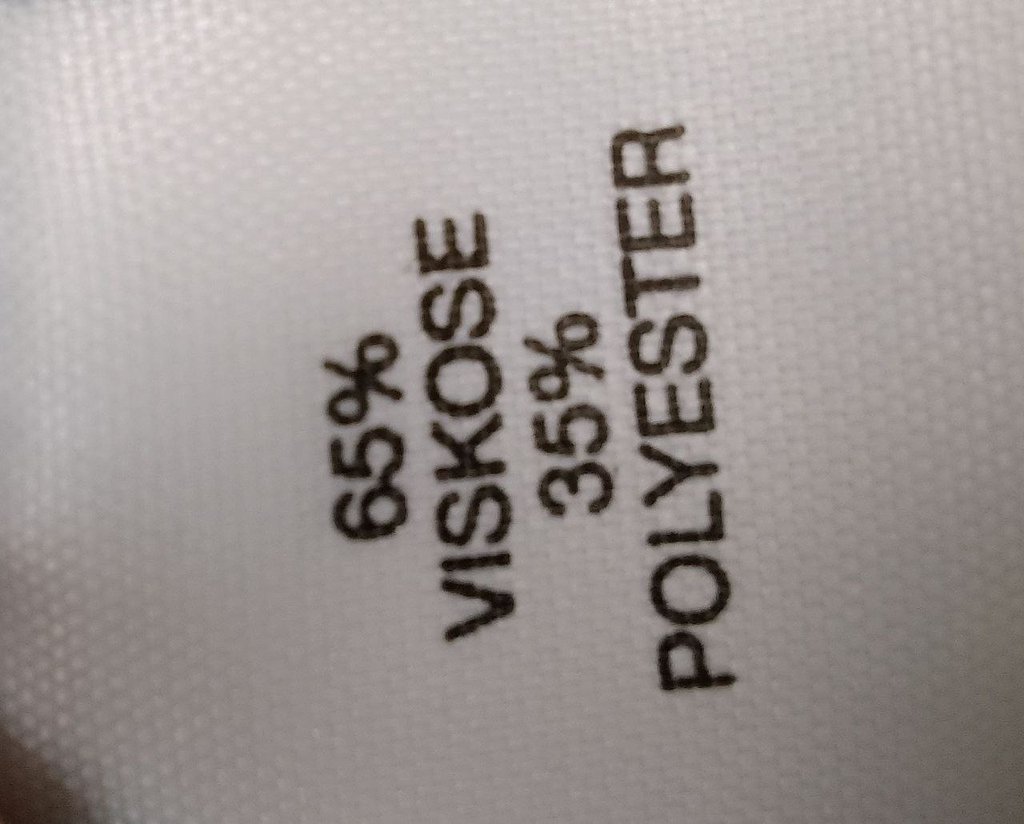 65%
VISKOSE
35%
POLYESTER